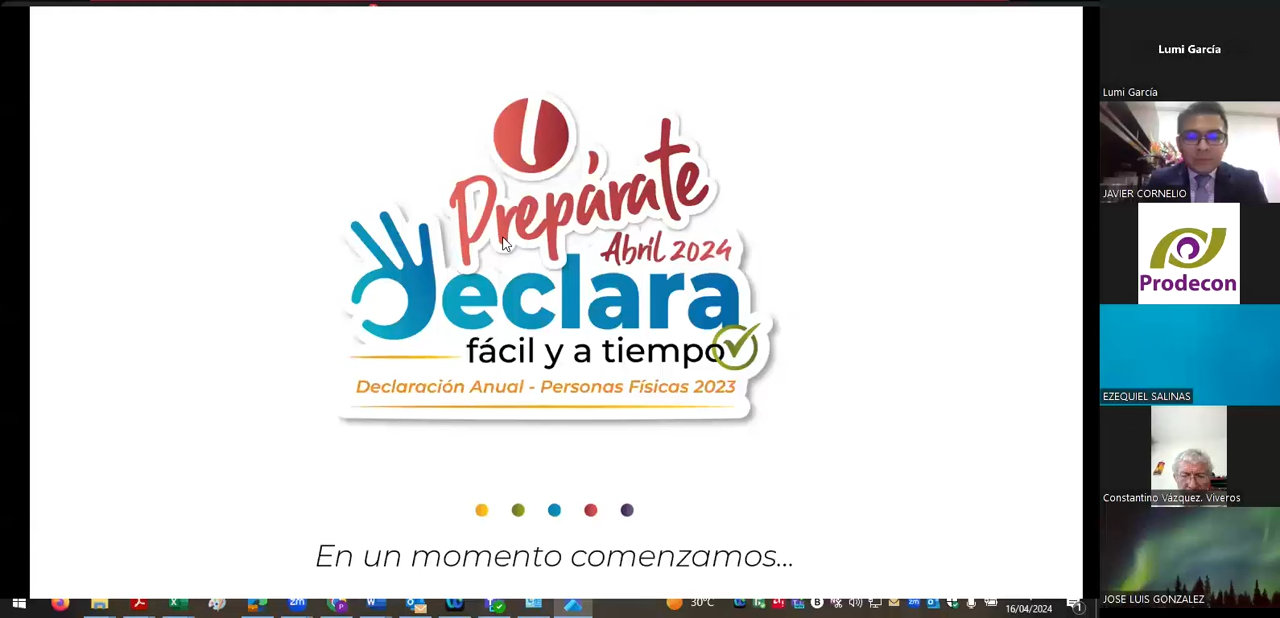 Prepárate
Abril 2024
Declara
fácil y a tiempo
Declaración Anual - Personas Físicas 2023
En un momento comenzamos...
30°C
16/04/2024
1
Lumi García
Lumi García
JAVIER CORNELIO
Prodecon
EZEQUIEL SALINAS
Constantino Vázquez. Viveros
JOSE LUIS GONZALEZ